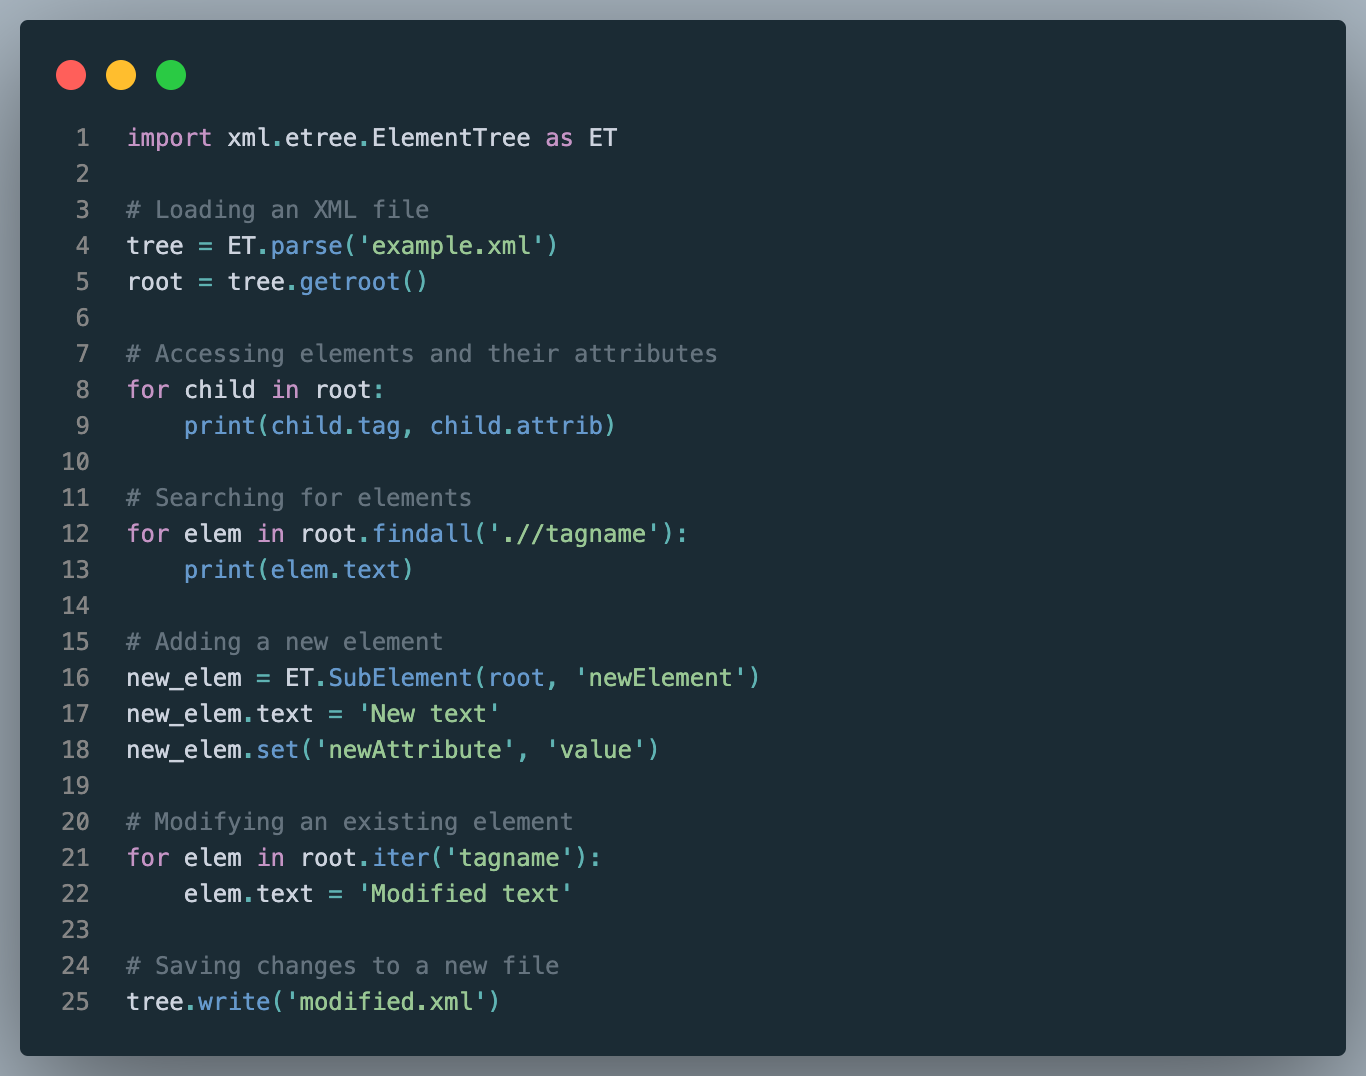 1 import xml.etree.ElementTree as ET
2
3 # Loading an XML file
4 tree = ET.parse('example.xml')
5 root = tree.getroot()
6
7 # Accessing elements and their attributes
8 for child in root:
9     print(child.tag, child.attrib)
10
11 # Searching for elements
12 for elem in root.findall('.//tagname'):
13     print(elem.text)
14
15 # Adding a new element
16 new_elem = ET.SubElement(root, 'newElement')
17 new_elem.text = 'New text'
18 new_elem.set('newAttribute', 'value')
19
20 # Modifying an existing element
21 for elem in root.iter('tagname'):
22     elem.text = 'Modified text'
23
24 # Saving changes to a new file
25 tree.write('modified.xml')